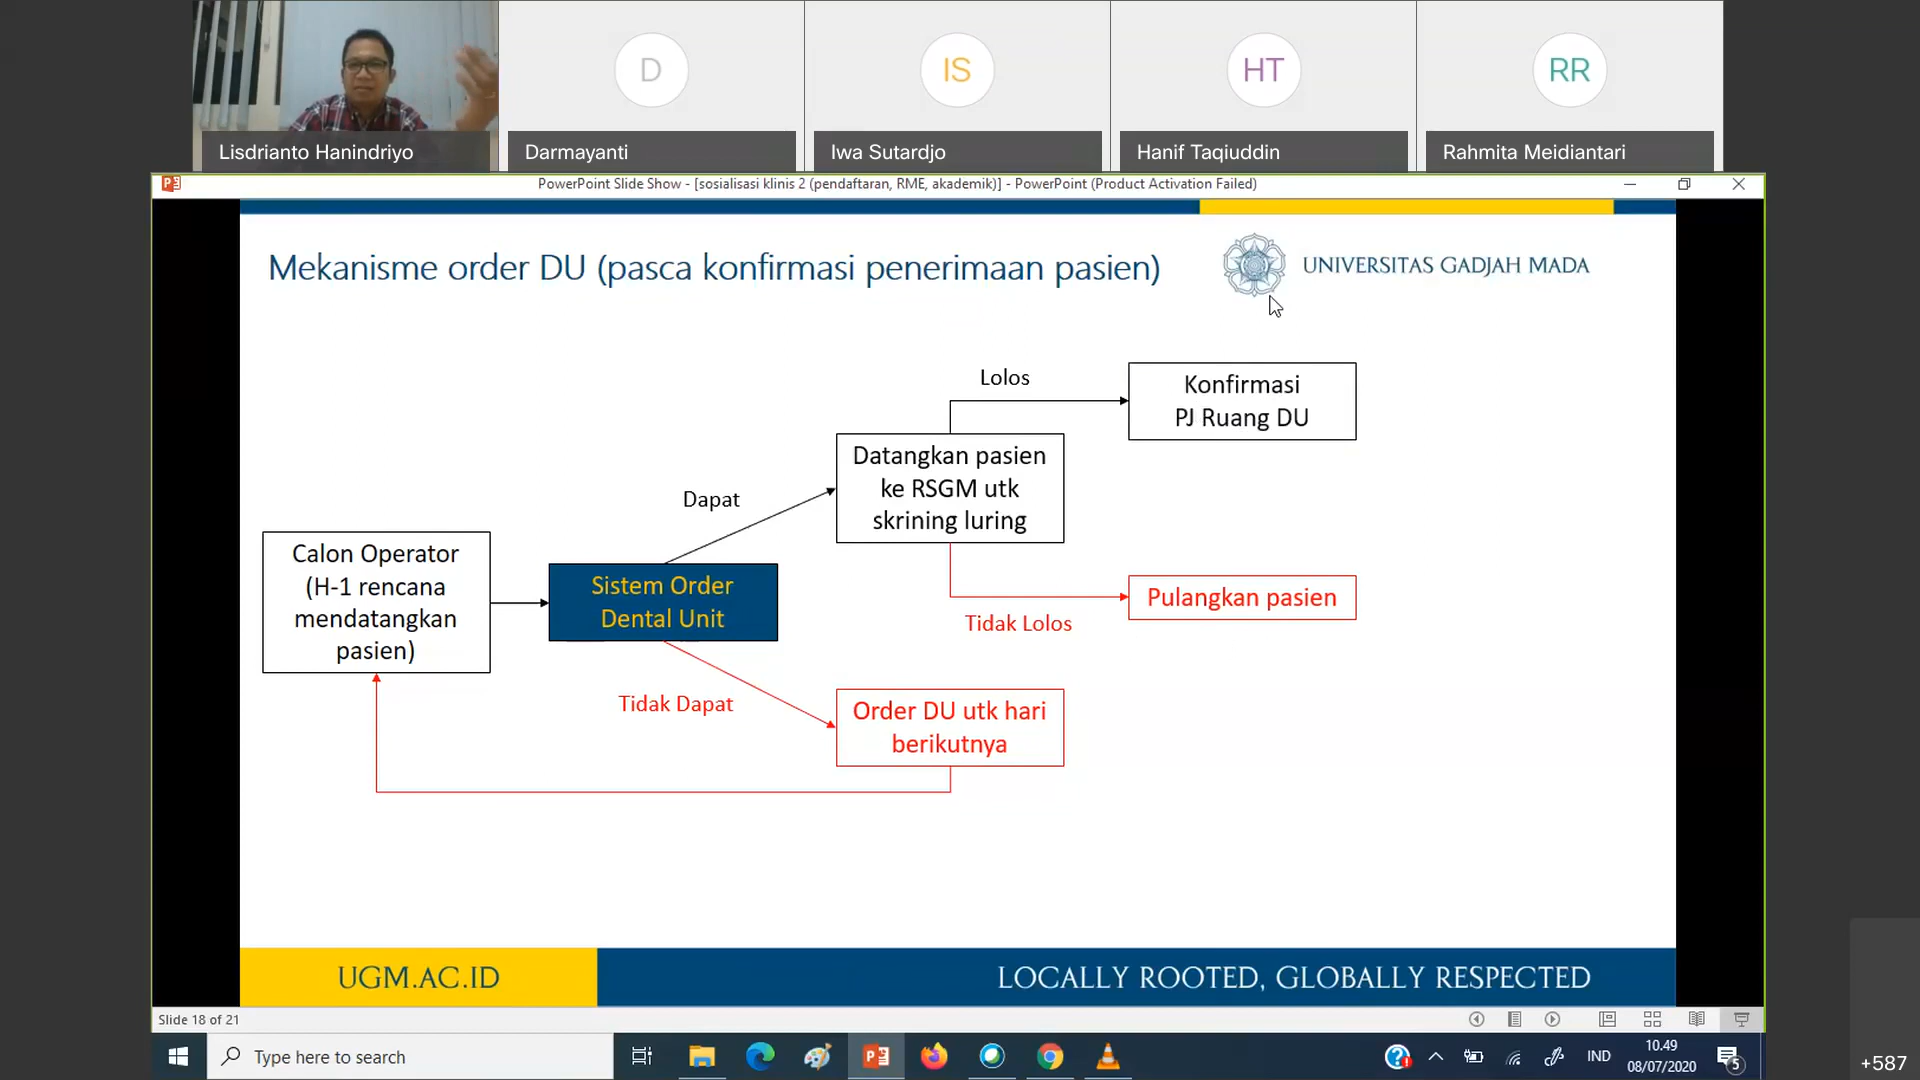 D
IS
HT
RR
Lisdrianto Hanindriyo
Darmayanti
Iwa Sutardjo
Hanif Taqiuddin
Rahmita Meidiantari
PowerPoint Slide Show - [sosialisasi klinis 2 (pendaftaran, RME, akademik)] - PowerPoint (Product Activation Failed)
Mekanisme order DU (pasca konfirmasi penerimaan pasien)
UNIVERSITAS GADJAH MADA
Calon Operator
(H-1 rencana
mendatangkan
pasien)
Sistem Order
Dental Unit
Dapat
Datangkan pasien
ke RSGM utk
skrining luring
Lolos
Konfirmasi
PJ Ruang DU
Tidak Lolos
Pulangkan pasien
Tidak Dapat
Order DU utk hari
berikutnya
UGM.AC.ID
LOCALLY ROOTED, GLOBALLY RESPECTED
Slide 18 of 21
Type here to search
IND
10.49
08/07/2020
5
+587